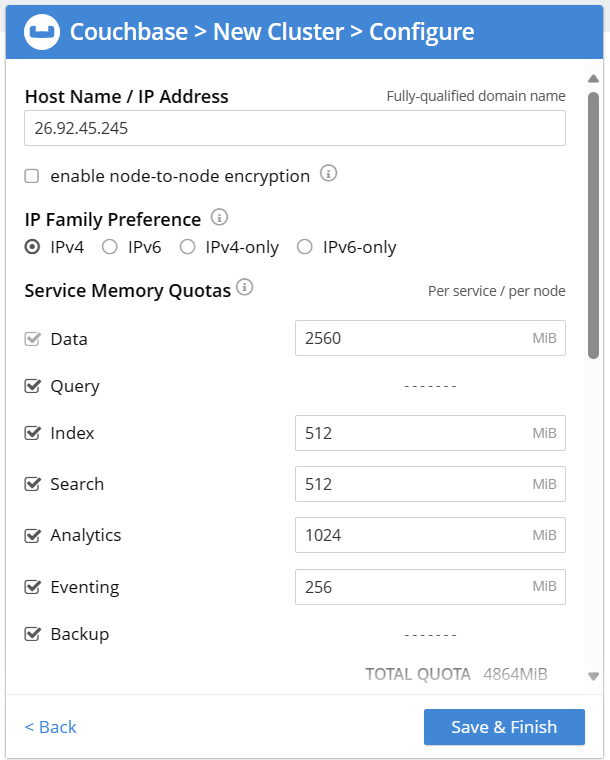 Couchbase > New Cluster > Configure
Host Name / IP Address Fully-qualified domain name
26.92.45.245
enable node-to-node encryption
IP Family Preference
IPv4 IPv6 IPv4-only IPv6-only
Service Memory Quotas Per service / per node
Data 2560 MiB
Query -------
Index 512 MiB
Search 512 MiB
Analytics 1024 MiB
Eventing 256 MiB
Backup -------
TOTAL QUOTA 4864MiB
< Back Save & Finish